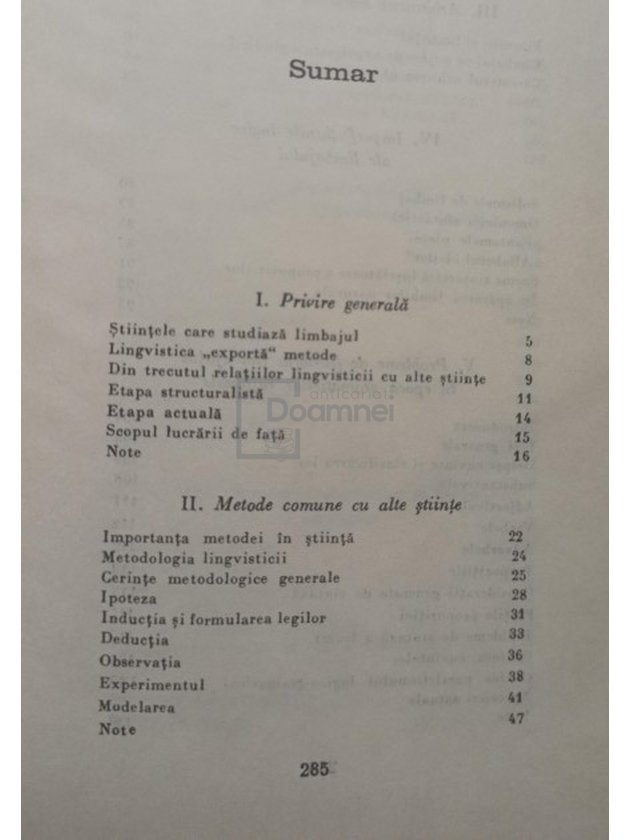 Sumar
I. Privire generală
Științele care studiază limbajul 5
Lingvistica „exportă“ metode 8
Din trecutul relațiilor lingvisticii cu alte științe 9
Etapa structuralistă 11
Etapa actuală 14
Scopul lucrării de față 15
Note 16
anticariat
Doamnei
II. Metode comune cu alte științe
Importanța metodei în știință 22
Metodologia lingvisticii 24
Cerințe metodologice generale 25
Ipoteza 28
Inducția și formularea legilor 31
Deducția 33
Observația 36
Experimentul 38
Modelarea 41
Note 47
285